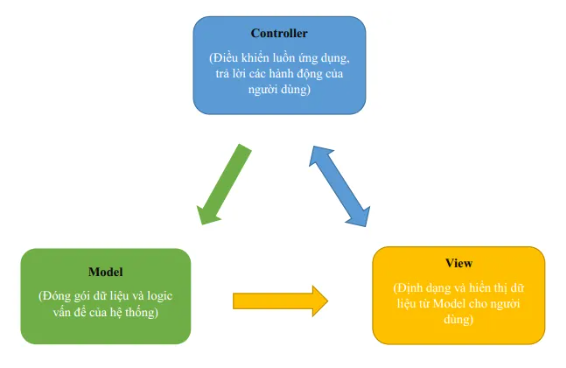 Controller
(Điều khiển luồn ứng dụng,
trả lời các hành động của
người dùng)
Model
(Đóng gói dữ liệu và logic
vấn đề của hệ thống)
View
(Định dạng và hiển thị dữ
liệu từ Model cho người
dùng)